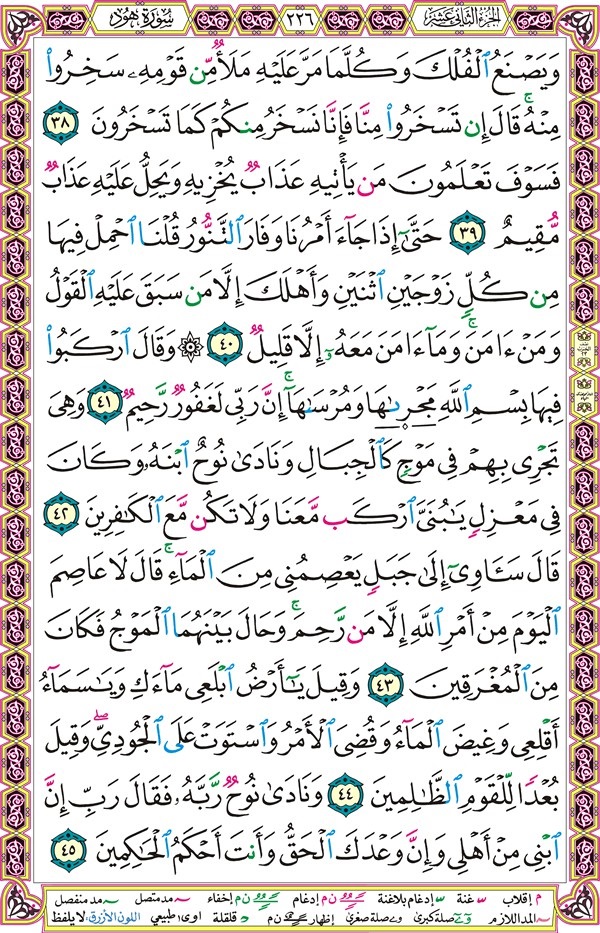 الجزء الثاني عشر ٢٢٦ سورة هود
وَيَصْنَعُ ٱلْفُلْكَ وَكُلَّمَا مَرَّ عَلَيْهِ مَلَأٌ مِّن قَوْمِهِۦ سَخِرُوا۟
مِنْهُ ۚ قَالَ إِن تَسْخَرُوا۟ مِنَّا فَإِنَّا نَسْخَرُ مِنكُمْ كَمَا تَسْخَرُونَ ٣٨
فَسَوْفَ تَعْلَمُونَ مَن يَأْتِيهِ عَذَابٌ يُخْزِيهِ وَيَحِلُّ عَلَيْهِ عَذَابٌ
مُّقِيمٌ ٣٩ حَتَّىٰٓ إِذَا جَآءَ أَمْرُنَا وَفَارَ ٱلتَّنُّورُ قُلْنَا ٱحْمِلْ فِيهَا
مِن كُلٍّ زَوْجَيْنِ ٱثْنَيْنِ وَأَهْلَكَ إِلَّا مَن سَبَقَ عَلَيْهِ ٱلْقَوْلُ
وَمَنْ ءَامَنَ ۚ وَمَآ ءَامَنَ مَعَهُۥٓ إِلَّا قَلِيلٌ ٤٠ ۞ وَقَالَ ٱرْكَبُوا۟
فِيهَا بِسْمِ ٱللَّهِ مَجْر۪ىٰهَا وَمُرْسَىٰهَآ ۚ إِنَّ رَبِّى لَغَفُورٌ رَّحِيمٌ ٤١ وَهِىَ
تَجْرِى بِهِمْ فِى مَوْجٍ كَٱلْجِبَالِ وَنَادَىٰ نُوحٌ ٱبْنَهُۥ وَكَانَ
فِى مَعْزِلٍ يَـٰبُنَىَّ ٱرْكَب مَّعَنَا وَلَا تَكُن مَّعَ ٱلْكَـٰفِرِينَ ٤٢
قَالَ سَـَٔاوِىٓ إِلَىٰ جَبَلٍ يَعْصِمُنِى مِنَ ٱلْمَآءِ ۚ قَالَ لَا عَاصِمَ
ٱلْيَوْمَ مِنْ أَمْرِ ٱللَّهِ إِلَّا مَن رَّحِمَ ۚ وَحَالَ بَيْنَهُمَا ٱلْمَوْجُ فَكَانَ
مِنَ ٱلْمُغْرَقِينَ ٤٣ وَقِيلَ يَـٰٓأَرْضُ ٱبْلَعِى مَآءَكِ وَيَـٰسَمَآءُ
أَقْلِعِى وَغِيضَ ٱلْمَآءُ وَقُضِىَ ٱلْأَمْرُ وَٱسْتَوَتْ عَلَى ٱلْجُودِىِّ ۖ وَقِيلَ
بُعْدًا لِّلْقَوْمِ ٱلظَّـٰلِمِينَ ٤٤ وَنَادَىٰ نُوحٌ رَّبَّهُۥ فَقَالَ رَبِّ إِنَّ
ٱبْنِى مِنْ أَهْلِى وَإِنَّ وَعْدَكَ ٱلْحَقُّ وَأَنتَ أَحْكَمُ ٱلْحَـٰكِمِينَ ٤٥
م إقلاب غنة إدغام بلاغنة ن م إدغام ن م إخفاء مد متصل مد منفصل
المد اللازم صلة كبرى صلة صغرى إظهار ن م قلقلة اوى طبيعي اللون الأزرق لا يلفظ